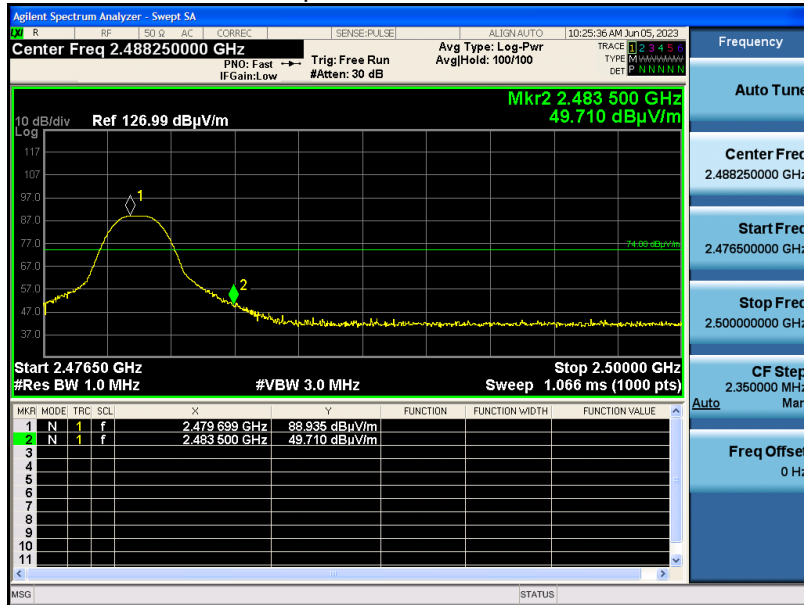 Agilent Spectrum Analyzer - Swept SA
LXI R RF 50 Ω AC CORREC SENSE:PULSE ALIGN AUTO 10:25:36 AM Jun 05, 2023
Center Freq 2.488250000 GHz
PNO: Fast
IFGain:Low
Trig: Free Run
#Atten: 30 dB
Avg Type: Log-Pwr
Avg|Hold: 100/100
TRACE 1 2 3 4 5 6
TYPE M
DET P N N N N N
Mkr2 2.483 500 GHz
49.710 dBµV/m
10 dB/div Ref 126.99 dBµV/m
Log
117
107
97.0
87.0
77.0
67.0
57.0
47.0
37.0
1
2
74.00 dBµV/m
Start 2.47650 GHz Stop 2.50000 GHz
#Res BW 1.0 MHz #VBW 3.0 MHz Sweep 1.066 ms (1000 pts)
MKR MODE TRC SCL X Y FUNCTION FUNCTION WIDTH FUNCTION VALUE
1 N 1 f 2.479 699 GHz 88.935 dBµV/m
2 N 1 f 2.483 500 GHz 49.710 dBµV/m
3
4
5
6
7
8
9
10
11
MSG STATUS
Frequency
Auto Tune
Center Freq
2.488250000 GHz
Start Freq
2.476500000 GHz
Stop Freq
2.500000000 GHz
CF Step
2.350000 MHz
Auto Man
Freq Offset
0 Hz